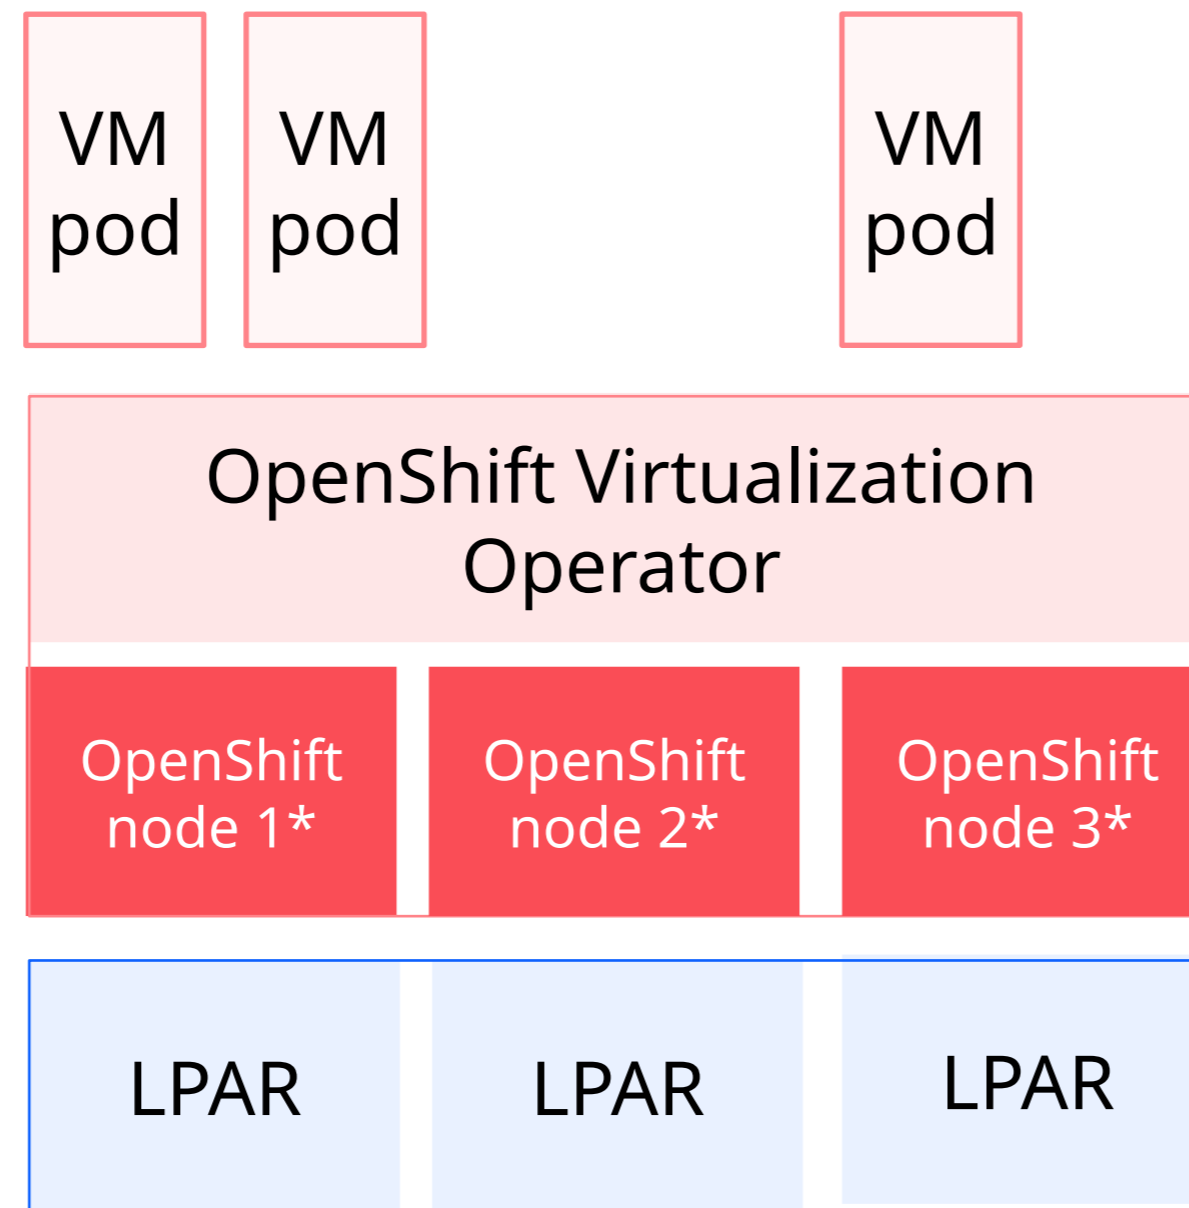 VM
pod
VM
pod
VM
pod
OpenShift Virtualization
Operator
OpenShift
node 1*
OpenShift
node 2*
OpenShift
node 3*
LPAR
LPAR
LPAR